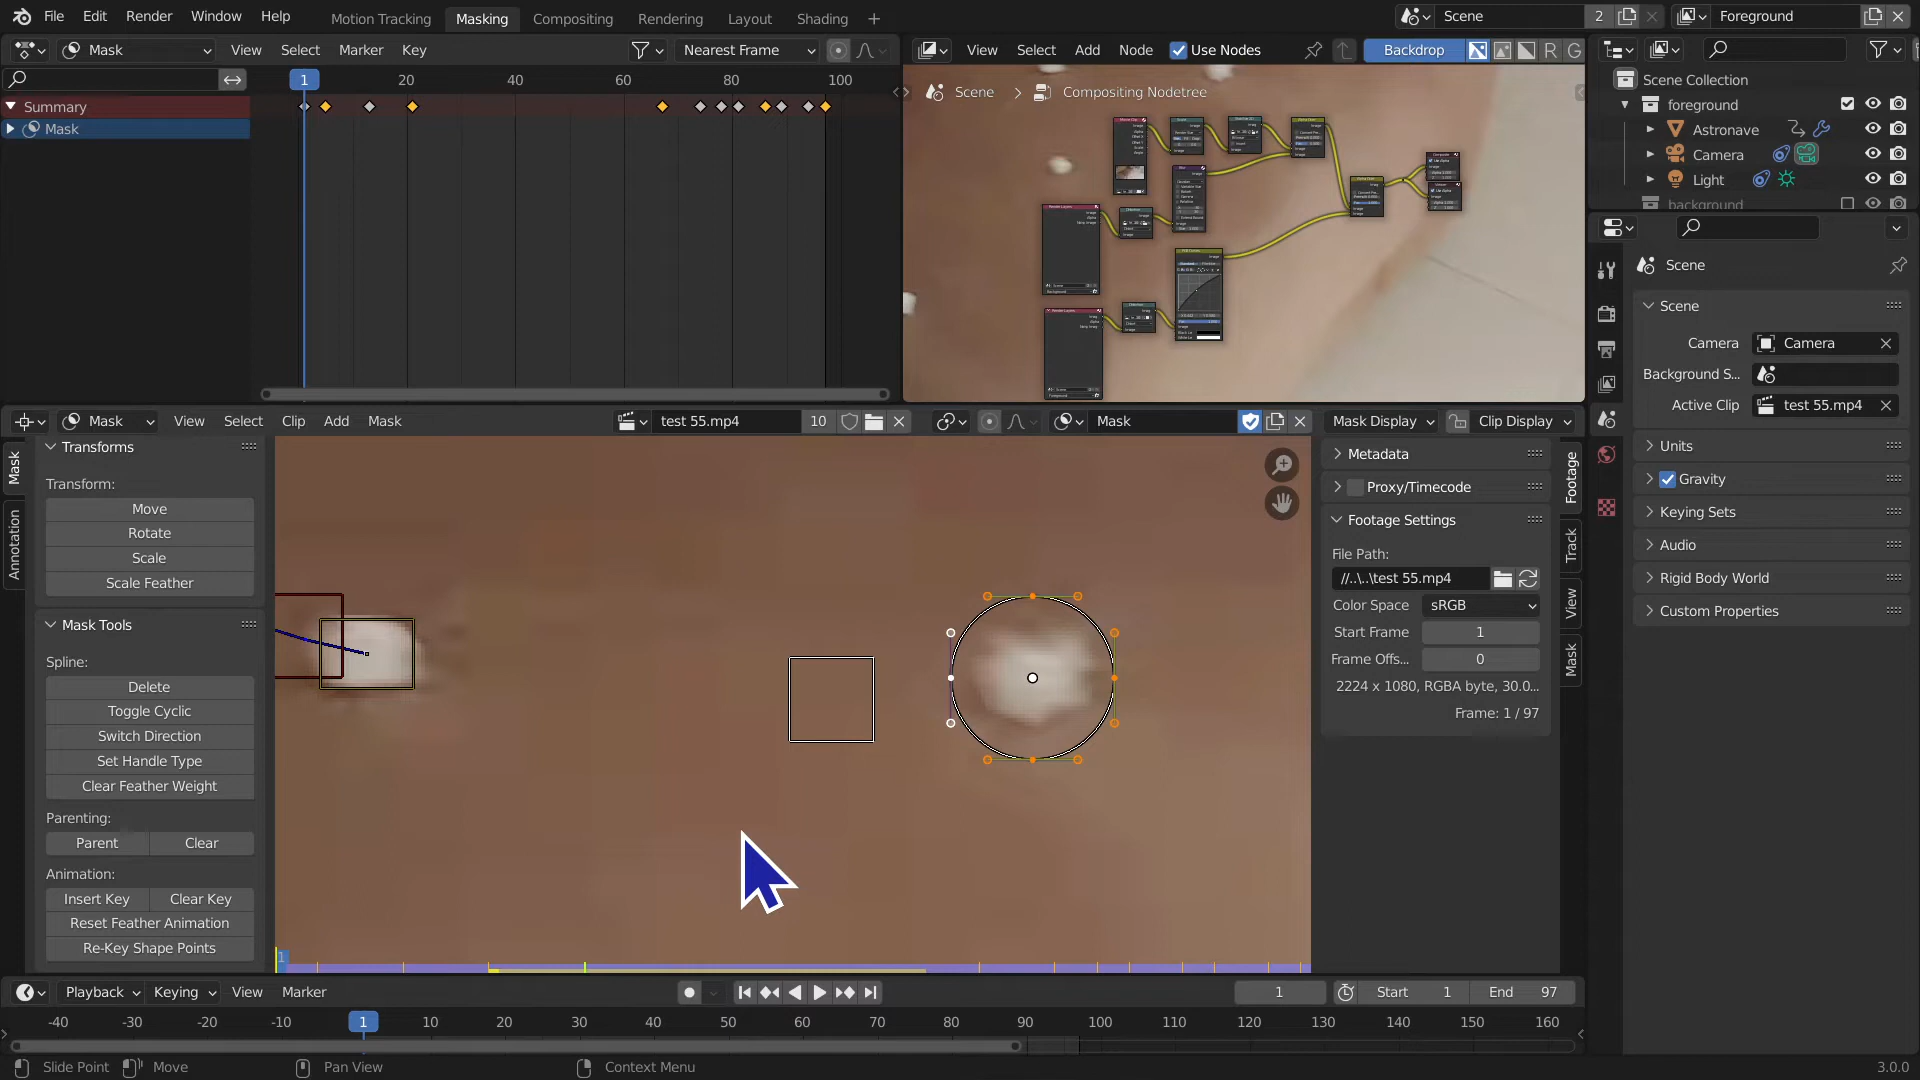 File Edit Render Window Help Motion Tracking Masking Compositing Rendering Layout Shading Scene 2 Foreground
Mask View Select Marker Key Nearest Frame
View Select Add Node Use Nodes Backdrop R G
1 20 40 60 80 100
Summary
Mask
Scene Compositing Nodetree
Scene Collection
foreground
Astronave
Camera
Light
background
Scene
Scene
Camera Camera
Background S...
Active Clip test 55.mp4
Units
Gravity
Keying Sets
Audio
Rigid Body World
Custom Properties
Mask View Select Clip Add Mask test 55.mp4 10 Mask Mask Display Clip Display
Mask
Annotation
Transforms
Transform:
Move
Rotate
Scale
Scale Feather
Mask Tools
Spline:
Delete
Toggle Cyclic
Switch Direction
Set Handle Type
Clear Feather Weight
Parenting:
Parent Clear
Animation:
Insert Key Clear Key
Reset Feather Animation
Re-Key Shape Points
1
Metadata
Proxy/Timecode
Footage Settings
File Path:
//..\..\test 55.mp4
Color Space sRGB
Start Frame 1
Frame Offs... 0
2224 x 1080, RGBA byte, 30.0...
Frame: 1 / 97
Footage
Track
View
Mask
Playback Keying View Marker 1 Start 1 End 97
-40 -30 -20 -10 1 10 20 30 40 50 60 70 80 90 100 110 120 130 140 150 160
Slide Point Move Pan View Context Menu 3.0.0